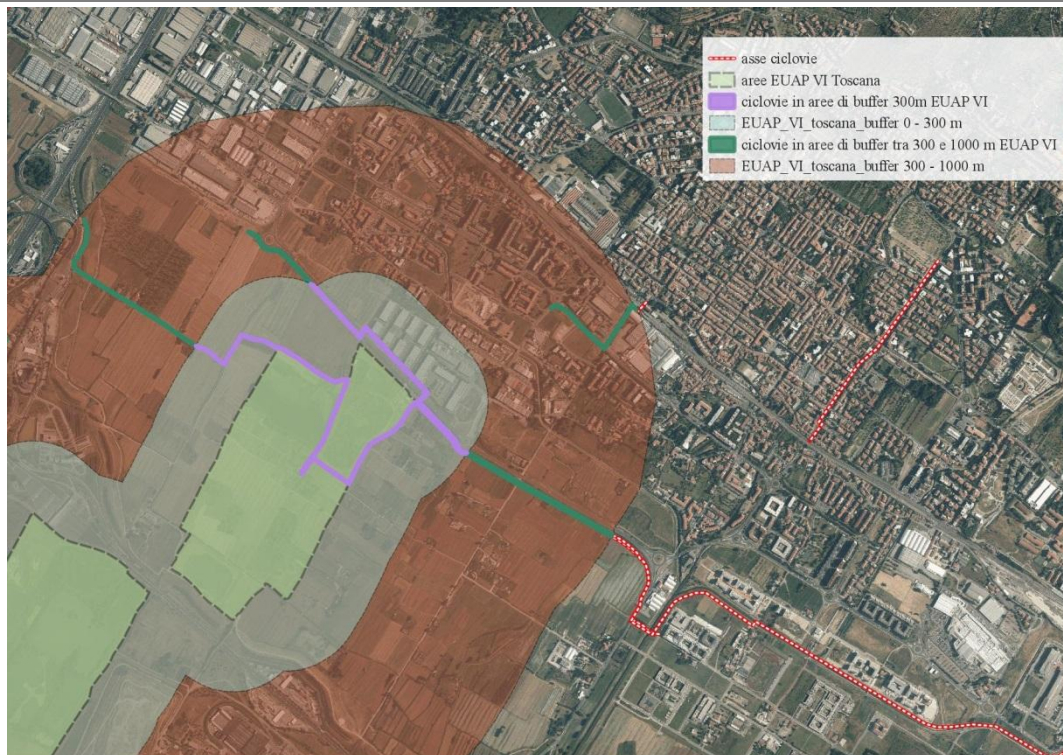 asse ciclovie
aree EUAP VI Toscana
ciclovie in aree di buffer 300m EUAP VI
EUAP_VI_toscana_buffer 0 - 300 m
ciclovie in aree di buffer tra 300 e 1000 m EUAP VI
EUAP_VI_toscana_buffer 300 - 1000 m